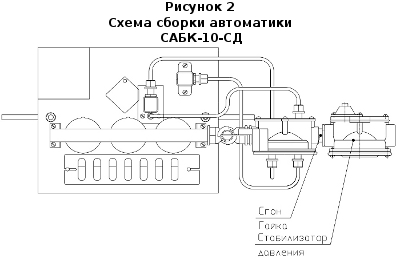 Рисунок 2
Схема сборки автоматики
САБК-10-СД
Сгон
Гайка
Стабилизатор
давления